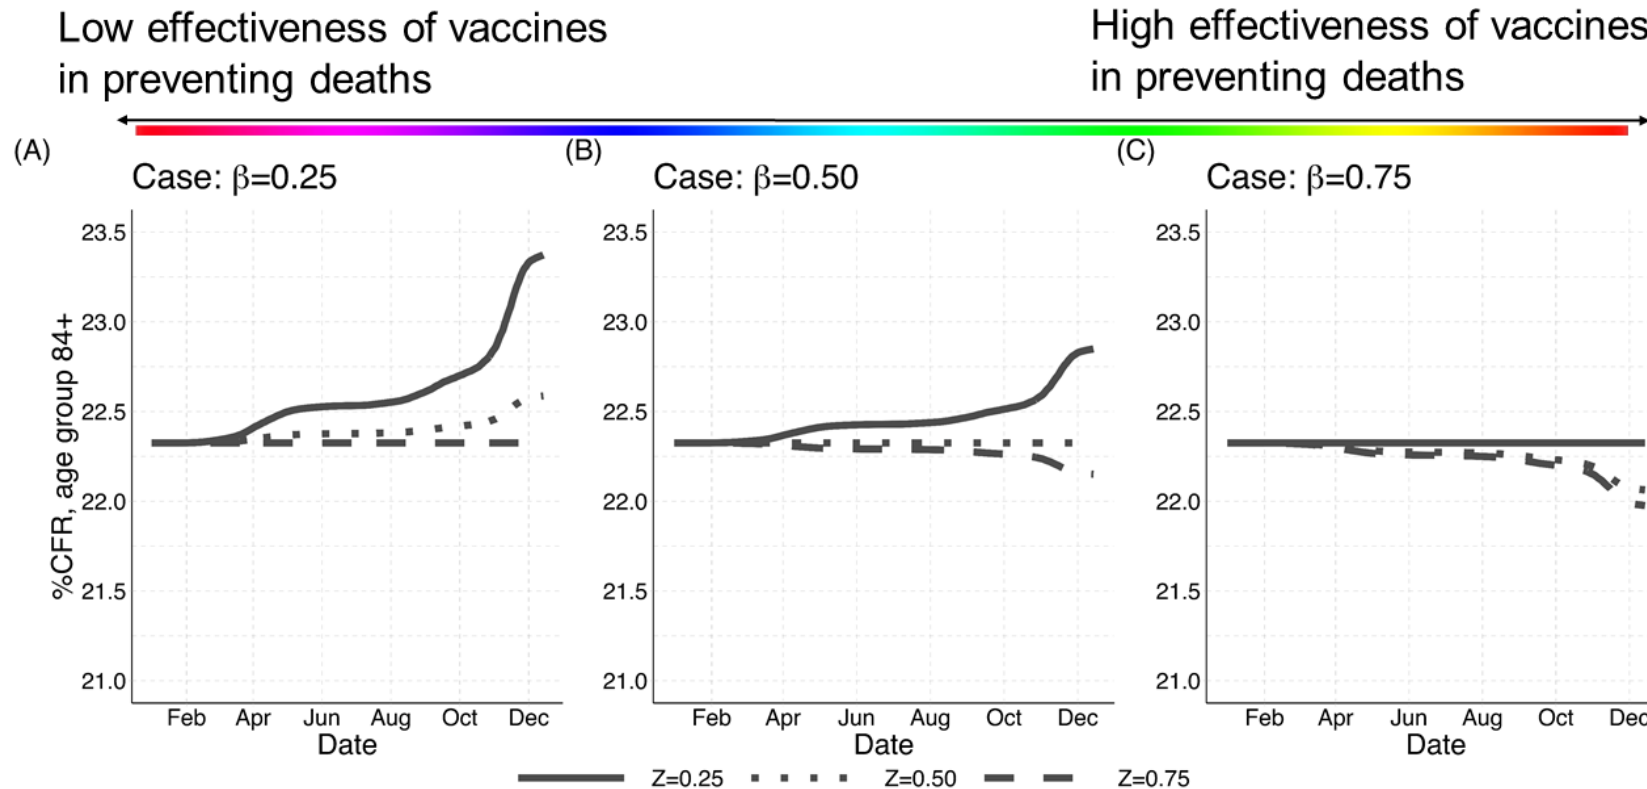 Low effectiveness of vaccines
in preventing deaths
High effectiveness of vaccines
in preventing deaths
(A)
Case: β=0.25
23.5
23.0
22.5
22.0
21.5
21.0
%CFR, age group 84+
Feb Apr Jun Aug Oct Dec
Date
(B)
Case: β=0.50
23.5
23.0
22.5
22.0
21.5
21.0
Feb Apr Jun Aug Oct Dec
Date
(C)
Case: β=0.75
23.5
23.0
22.5
22.0
21.5
21.0
Feb Apr Jun Aug Oct Dec
Date
Z=0.25 Z=0.50 Z=0.75